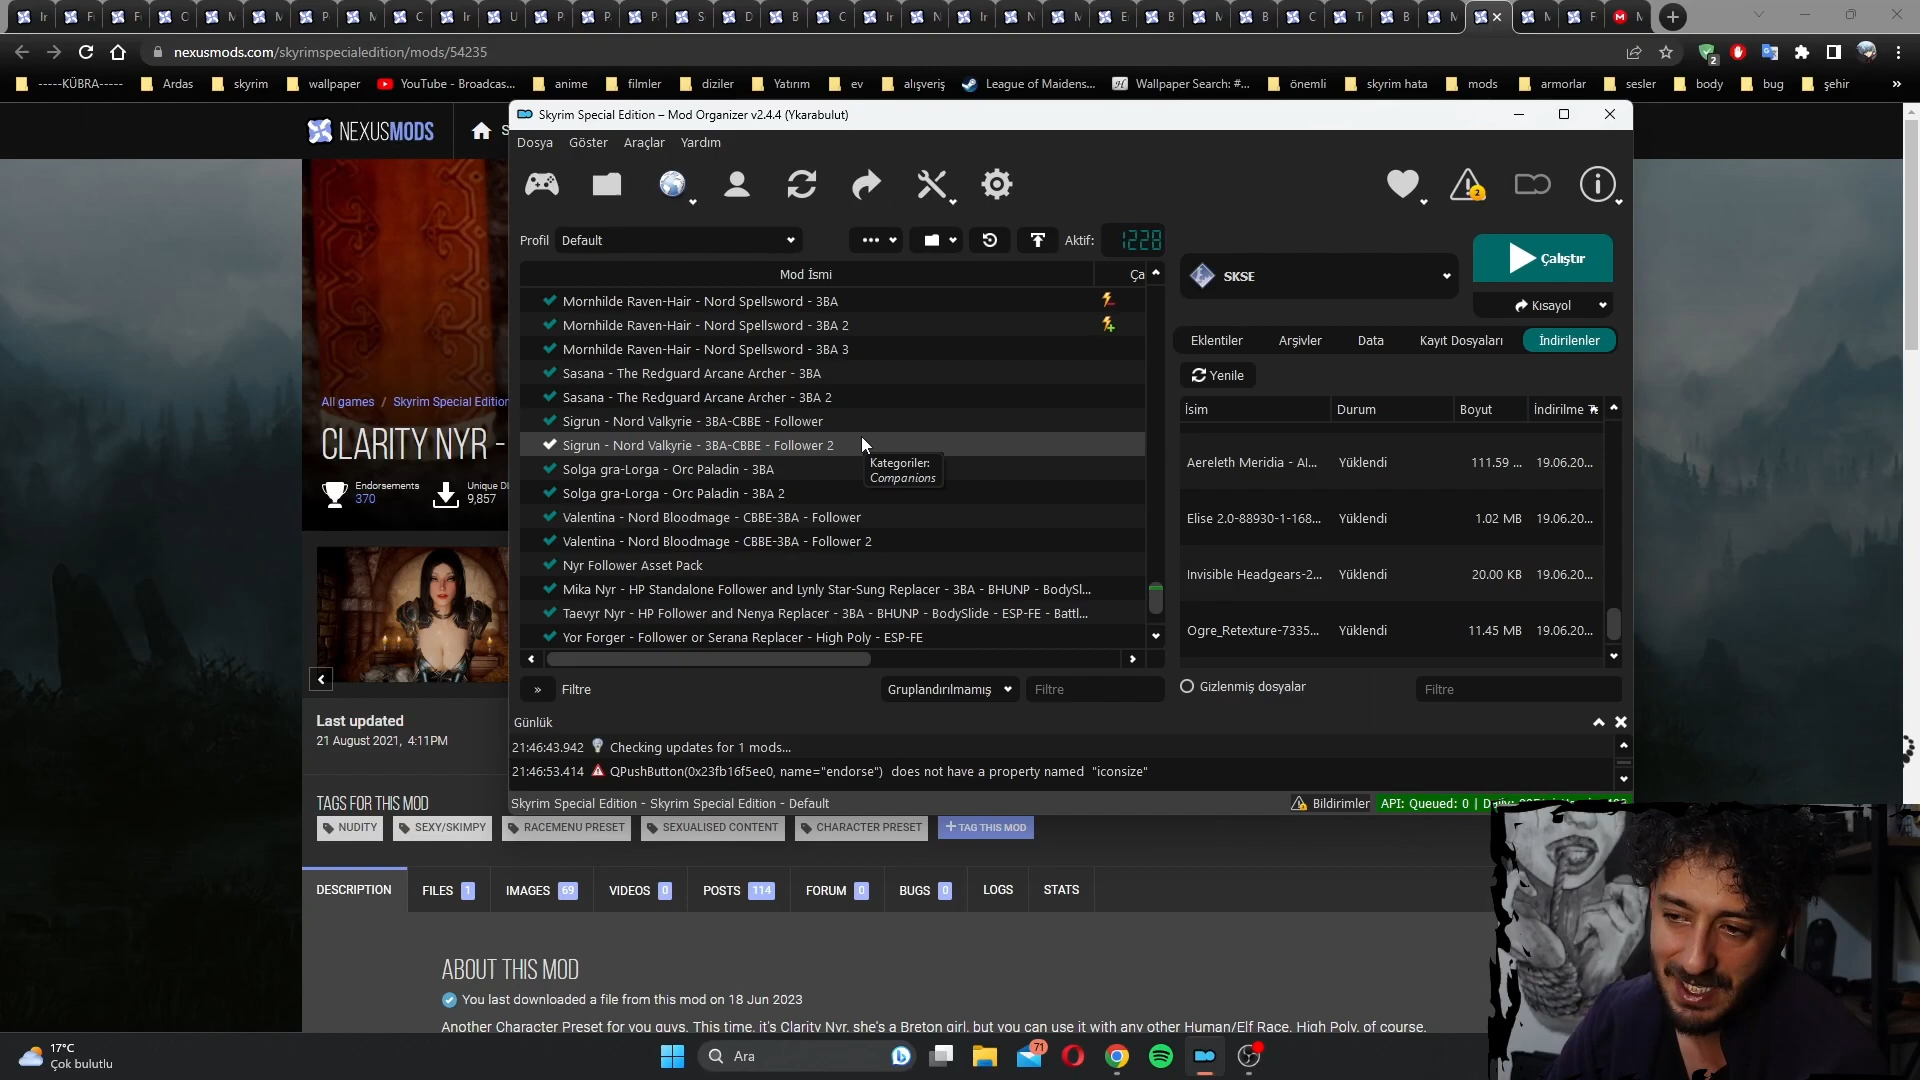 nexusmods.com/skyrimspecialedition/mods/54235
-----KÜBRA-----
Ardas
skyrim
wallpaper
YouTube - Broadcas...
anime
filmler
diziler
Yatırım
ev
alışveriş
League of Maidens...
Wallpaper Search: #...
önemli
skyrim hata
mods
armorlar
sesler
body
bug
şehir
»
NEXUSMODS
Skyrim Special Edition – Mod Organizer v2.4.4 (Ykarabulut)
Dosya Göster Araçlar Yardım
2
Profil Default
Aktif: 1228
Mod İsmi
Ça
Mornhilde Raven-Hair - Nord Spellsword - 3BA
Mornhilde Raven-Hair - Nord Spellsword - 3BA 2
Mornhilde Raven-Hair - Nord Spellsword - 3BA 3
Sasana - The Redguard Arcane Archer - 3BA
Sasana - The Redguard Arcane Archer - 3BA 2
Sigrun - Nord Valkyrie - 3BA-CBBE - Follower
Sigrun - Nord Valkyrie - 3BA-CBBE - Follower 2
Solga gra-Lorga - Orc Paladin - 3BA
Solga gra-Lorga - Orc Paladin - 3BA 2
Valentina - Nord Bloodmage - CBBE-3BA - Follower
Valentina - Nord Bloodmage - CBBE-3BA - Follower 2
Nyr Follower Asset Pack
Mika Nyr - HP Standalone Follower and Lynly Star-Sung Replacer - 3BA - BHUNP - BodySl...
Taevyr Nyr - HP Follower and Nenya Replacer - 3BA - BHUNP - BodySlide - ESP-FE - Battl...
Yor Forger - Follower or Serana Replacer - High Poly - ESP-FE
Kategoriler:
Companions
» Filtre
Gruplandırılmamış
Filtre
SKSE
Çalıştır
Kısayol
Eklentiler Arşivler Data Kayıt Dosyaları İndirilenler
Yenile
İsim Durum Boyut İndirilme
Aereleth Meridia - Al... Yüklendi 111.59 ... 19.06.20...
Elise 2.0-88930-1-168... Yüklendi 1.02 MB 19.06.20...
Invisible Headgears-2... Yüklendi 20.00 KB 19.06.20...
Ogre_Retexture-7335... Yüklendi 11.45 MB 19.06.20...
Gizlenmiş dosyalar
Filtre
Günlük
21:46:43.942 Checking updates for 1 mods...
21:46:53.414 QPushButton(0x23fb16f5ee0, name="endorse") does not have a property named "iconsize"
Skyrim Special Edition - Skyrim Special Edition - Default
Bildirimler
API: Queued: 0 |
All games / Skyrim Special Edition
CLARITY NYR -
Endorsements
370
Unique
9,857
Last updated
21 August 2021, 4:11PM
TAGS FOR THIS MOD
NUDITY
SEXY/SKIMPY
RACEMENU PRESET
SEXUALISED CONTENT
CHARACTER PRESET
+ TAG THIS MOD
DESCRIPTION
FILES 1
IMAGES 69
VIDEOS 0
POSTS 114
FORUM 0
BUGS 0
LOGS
STATS
ABOUT THIS MOD
You last downloaded a file from this mod on 18 Jun 2023
Another Character Preset for you guys. This time, it's Clarity Nyr, she's a Breton girl, but you can use it with any other Human/Elf Race. High Poly, of course.
17°C
Çok bulutlu
Ara
71